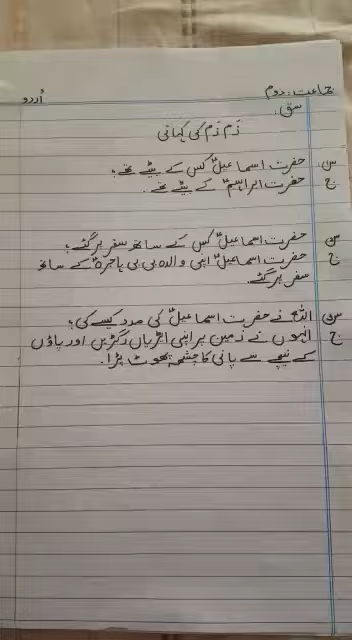 جماعت: دوم
اُردو
سبق:
زَم زَم کی کہانی
س: حضرت اسماعیلؑ کس کے بیٹے تھے؟
ج حضرت ابراہیمؑ کے بیٹے تھے۔
س حضرت اسماعیلؑ کس کے ساتھ سفر پر گئے؟
ج حضرت اسماعیلؑ اپنی والدہ بی بی ہاجرہؑ کے ساتھ
سفر پر گئے۔
س اللہ نے حضرت اسماعیلؑ کی مدد کیسے کی؟
ج انہوں نے زمین پر اپنی ایڑیاں رگڑیں اور پاؤں
کے نیچے سے پانی کا چشمہ پھوٹ پڑا۔